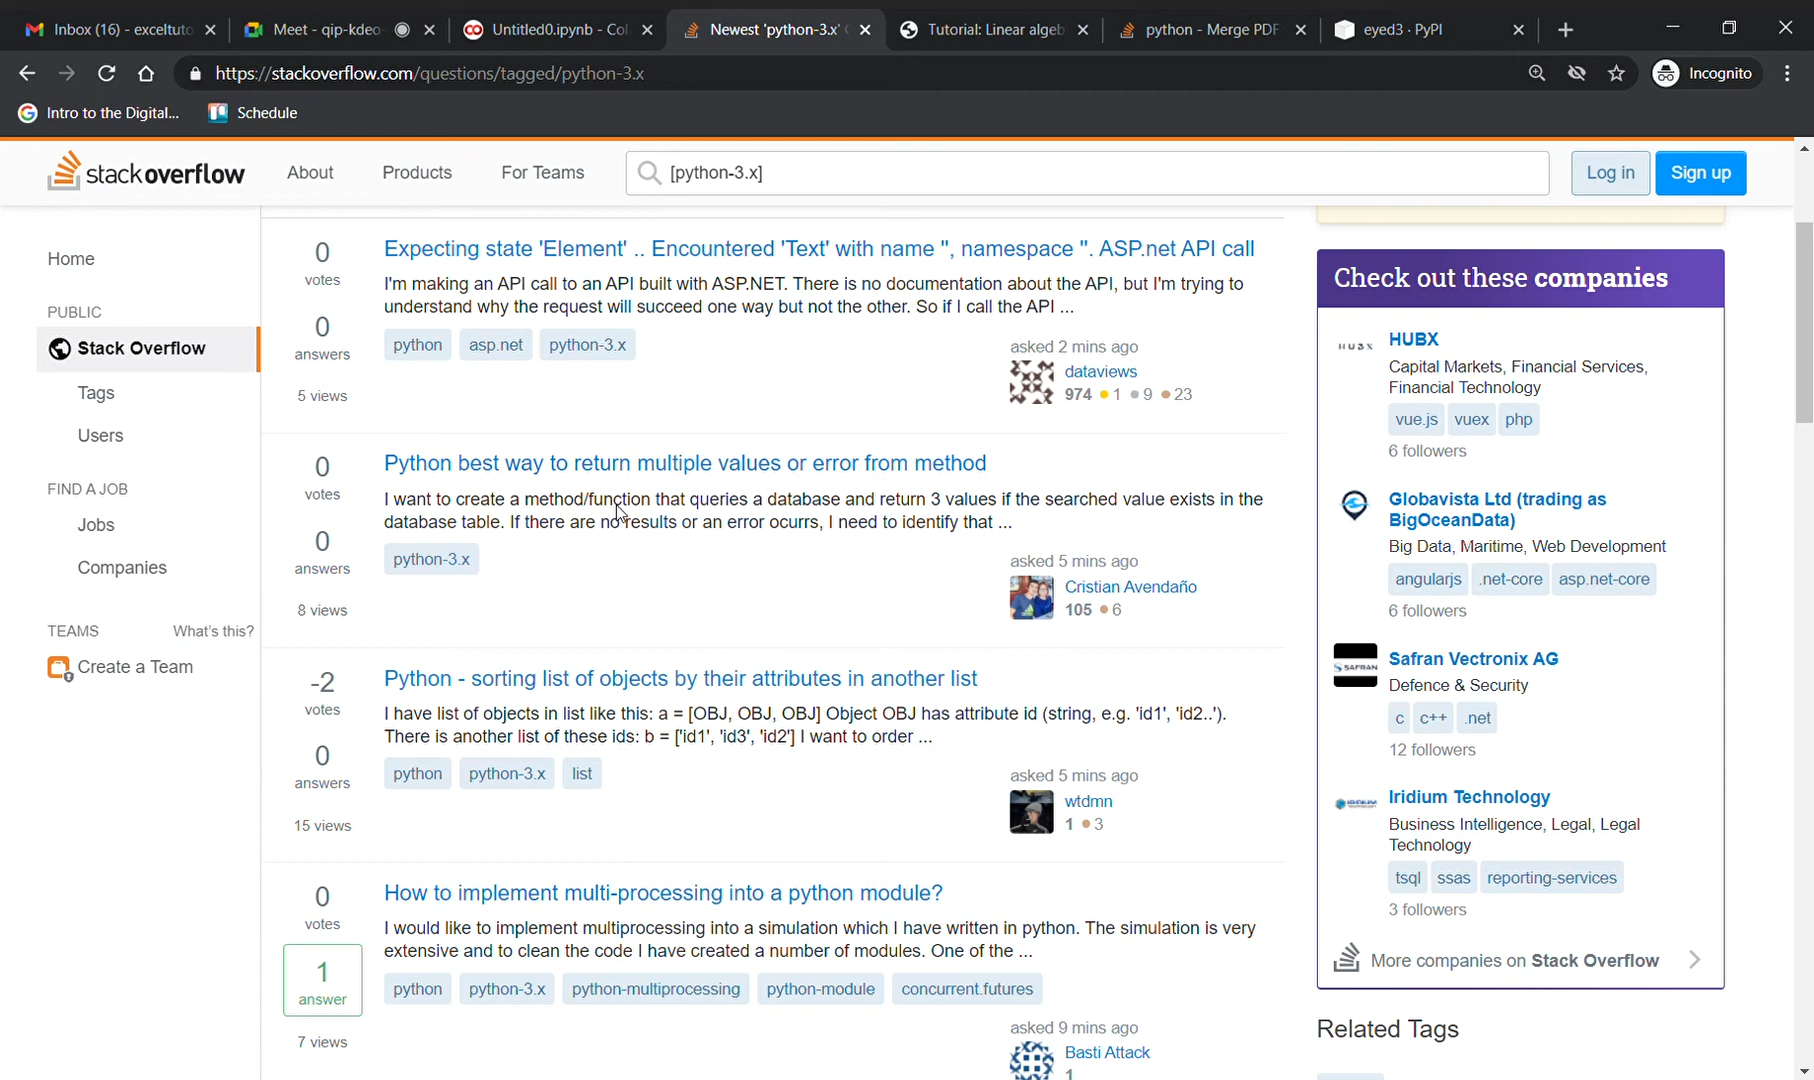 Inbox (16) - exceltuto
Meet - qip-kdeo-
Untitled0.ipynb - Col
Newest 'python-3.x'
Tutorial: Linear algeb
python - Merge PDF
eyed3 · PyPI
https://stackoverflow.com/questions/tagged/python-3.x
Incognito
Intro to the Digital...
Schedule
stackoverflow
About
Products
For Teams
[python-3.x]
Log in
Sign up
Home
PUBLIC
Stack Overflow
Tags
Users
FIND A JOB
Jobs
Companies
TEAMS What's this?
Create a Team
0
votes
0
answers
5 views
Expecting state 'Element' .. Encountered 'Text' with name '', namespace ''. ASP.net API call
I'm making an API call to an API built with ASP.NET. There is no documentation about the API, but I'm trying to
understand why the request will succeed one way but not the other. So if I call the API ...
python asp.net python-3.x
asked 2 mins ago
dataviews
974 1 9 23
0
votes
0
answers
8 views
Python best way to return multiple values or error from method
I want to create a method/function that queries a database and return 3 values if the searched value exists in the
database table. If there are no results or an error ocurrs, I need to identify that ...
python-3.x
asked 5 mins ago
Cristian Avendaño
105 6
-2
votes
0
answers
15 views
Python - sorting list of objects by their attributes in another list
I have list of objects in list like this: a = [OBJ, OBJ, OBJ] Object OBJ has attribute id (string, e.g. 'id1', 'id2..').
There is another list of these ids: b = ['id1', 'id3', 'id2'] I want to order ...
python python-3.x list
asked 5 mins ago
wtdmn
1 3
0
votes
1
answer
7 views
How to implement multi-processing into a python module?
I would like to implement multiprocessing into a simulation which I have written in python. The simulation is very
extensive and to clean the code I have created a number of modules. One of the ...
python python-3.x python-multiprocessing python-module concurrent.futures
asked 9 mins ago
Basti Attack
1
Check out these companies
HUBX
HUBX
Capital Markets, Financial Services,
Financial Technology
vue.js vuex php
6 followers
Globavista Ltd (trading as
BigOceanData)
Big Data, Maritime, Web Development
angularjs .net-core asp.net-core
6 followers
SAFRAN
Safran Vectronix AG
Defence & Security
c c++ .net
12 followers
IRIDIUM
Iridium Technology
Business Intelligence, Legal, Legal
Technology
tsql ssas reporting-services
3 followers
More companies on Stack Overflow
Related Tags